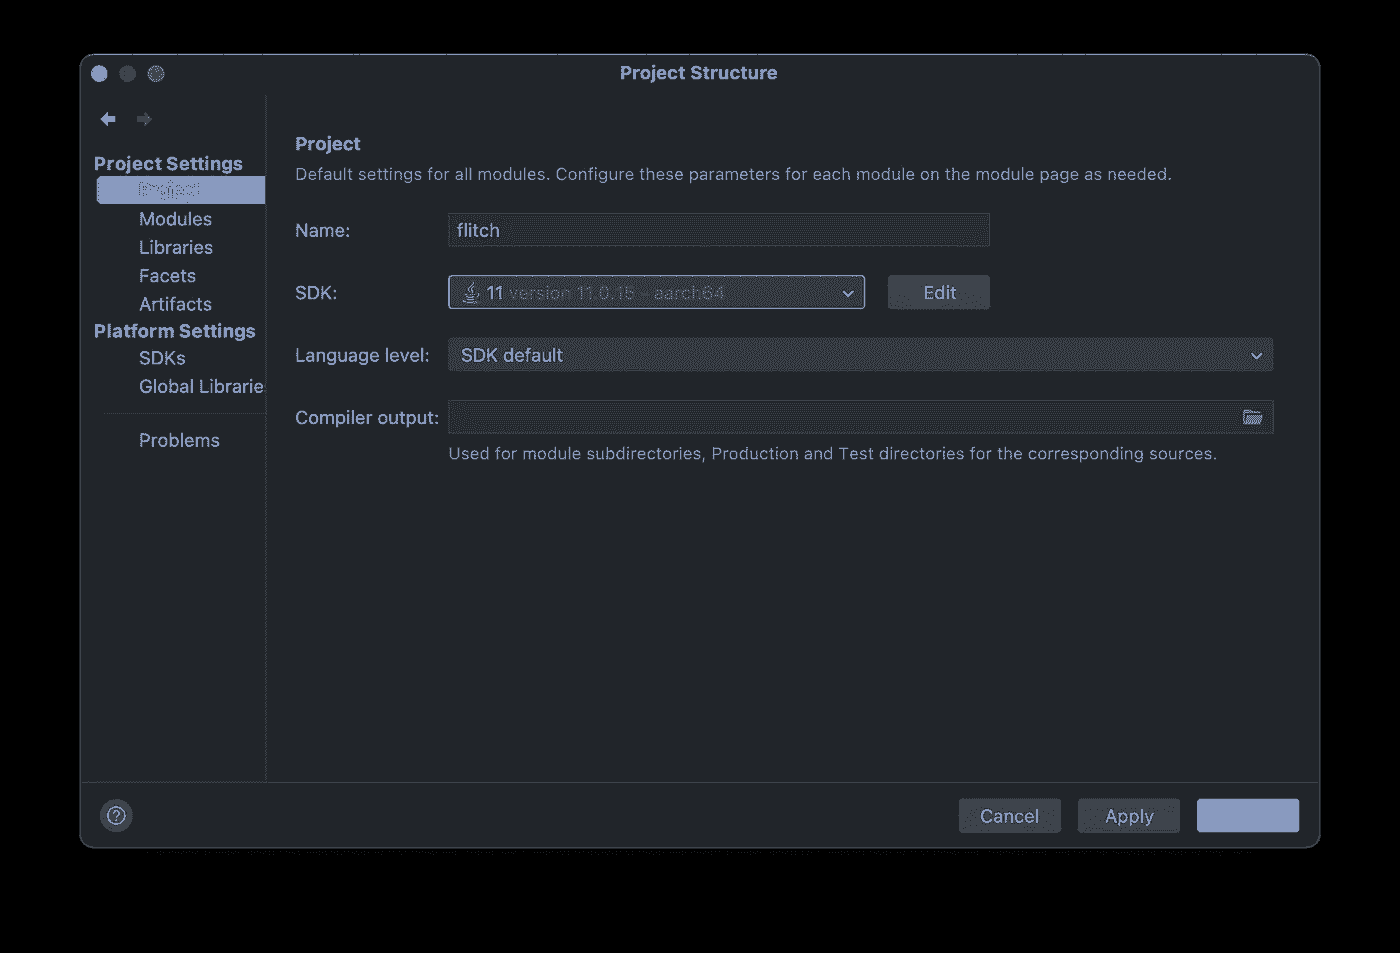 Project Structure
Project Settings
Project
Modules
Libraries
Facets
Artifacts
Platform Settings
SDKs
Global Librarie
Problems
Project
Default settings for all modules. Configure these parameters for each module on the module page as needed.
Name: flitch
SDK: 11 version 11.0.15 - aarch64 Edit
Language level: SDK default
Compiler output:
Used for module subdirectories, Production and Test directories for the corresponding sources.
? Cancel Apply